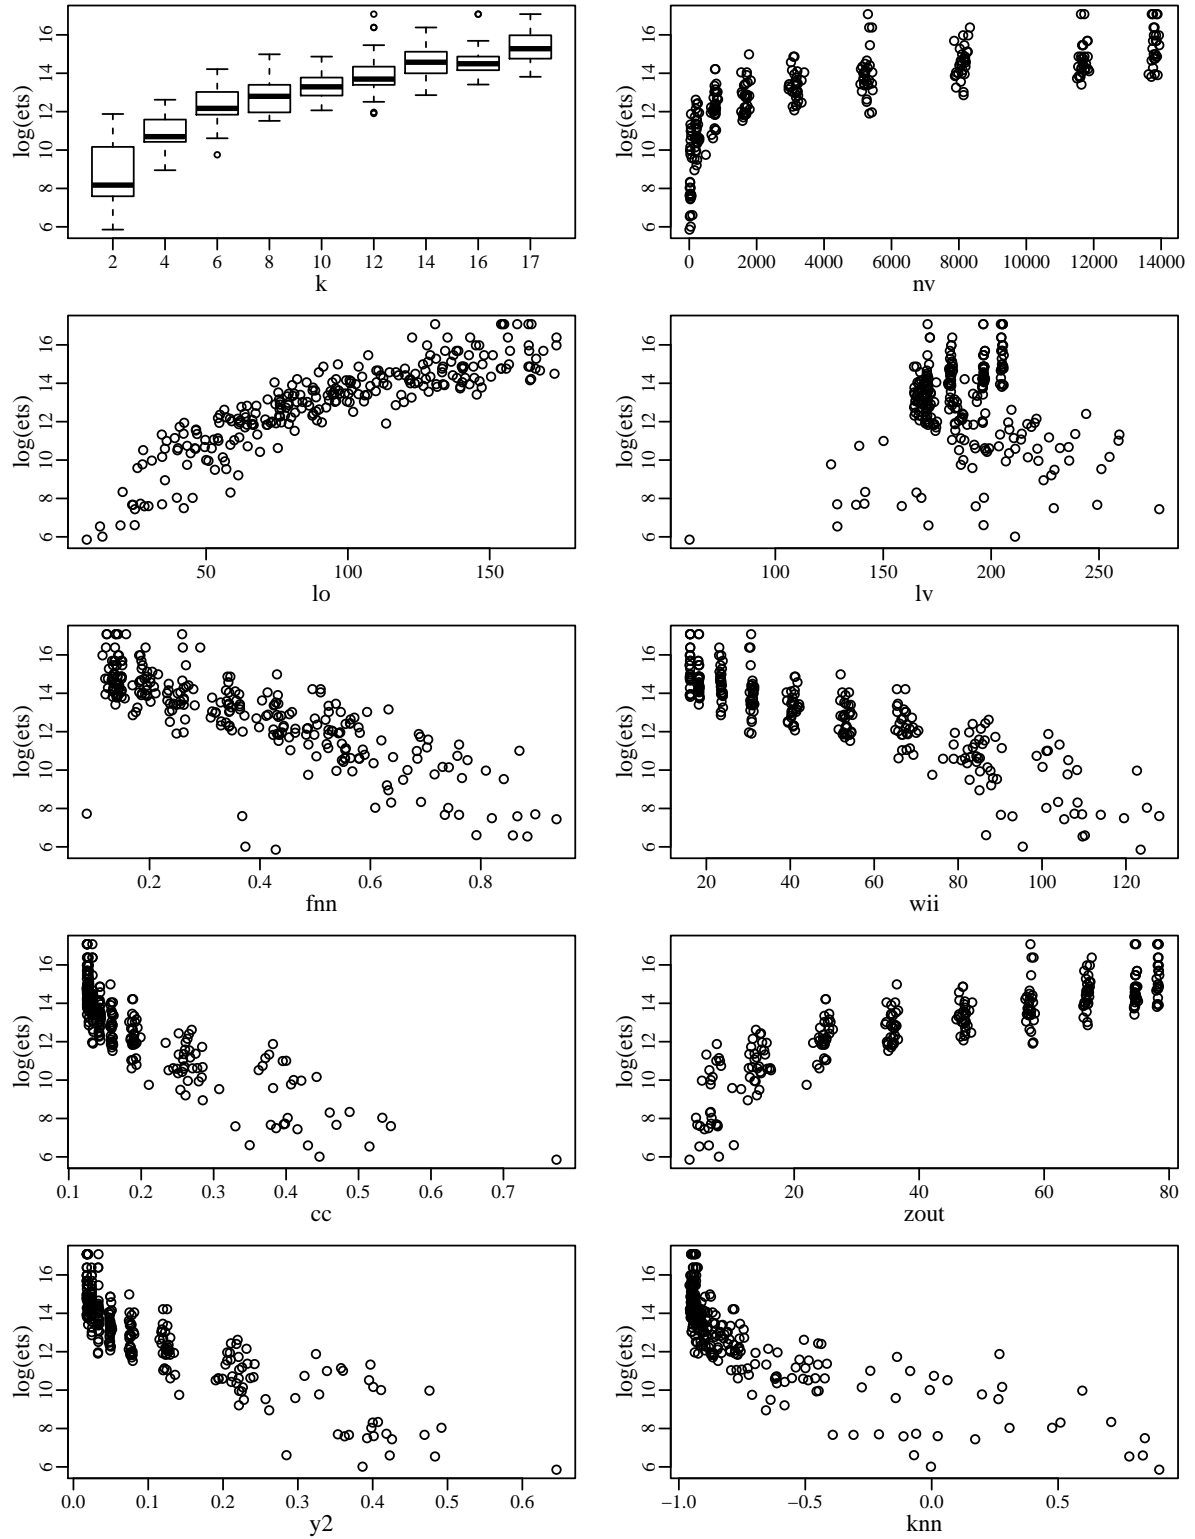 log(ets)
6 8 10 12 14 16
2 4 6 8 10 12 14 16 17
k
log(ets)
6 8 10 12 14 16
0 2000 4000 6000 8000 10000 12000 14000
nv
log(ets)
6 8 10 12 14 16
50 100 150
lo
log(ets)
6 8 10 12 14 16
100 150 200 250
lv
log(ets)
6 8 10 12 14 16
0.2 0.4 0.6 0.8
fnn
log(ets)
6 8 10 12 14 16
20 40 60 80 100 120
wii
log(ets)
6 8 10 12 14 16
0.1 0.2 0.3 0.4 0.5 0.6 0.7
cc
log(ets)
6 8 10 12 14 16
20 40 60 80
zout
log(ets)
6 8 10 12 14 16
0.0 0.1 0.2 0.3 0.4 0.5 0.6
y2
log(ets)
6 8 10 12 14 16
−1.0 −0.5 0.0 0.5
knn